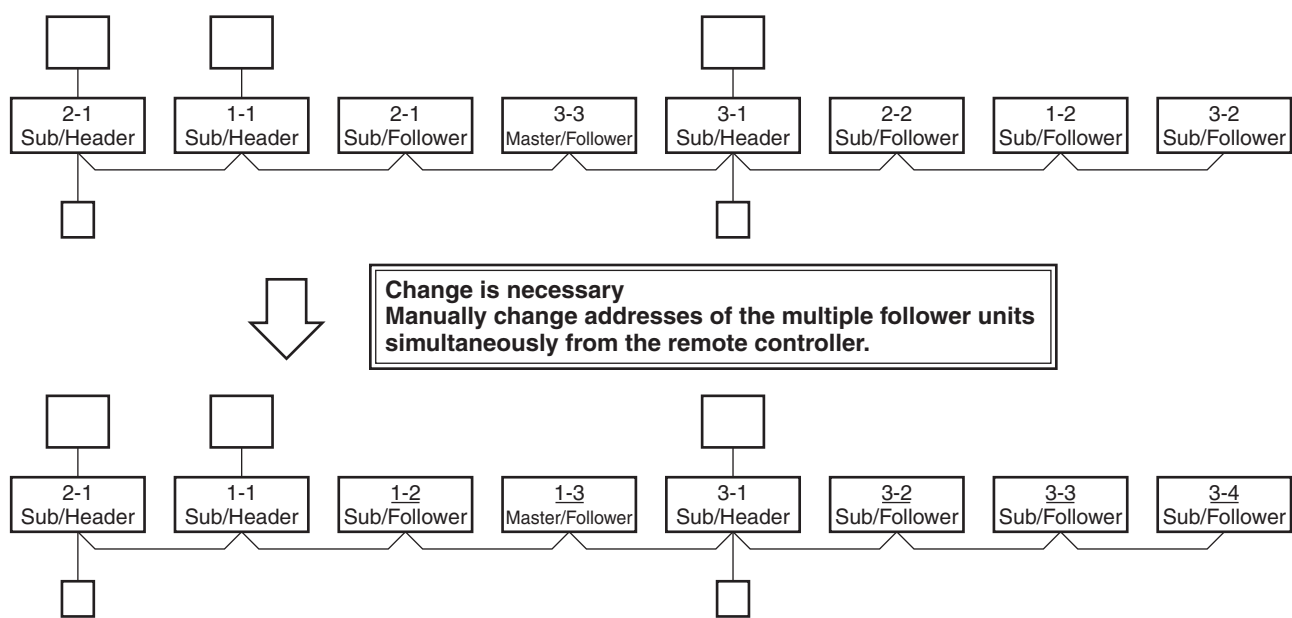 2-1
Sub/Header
1-1
Sub/Header
2-1
Sub/Follower
3-3
Master/Follower
3-1
Sub/Header
2-2
Sub/Follower
1-2
Sub/Follower
3-2
Sub/Follower
Change is necessary
Manually change addresses of the multiple follower units
simultaneously from the remote controller.
2-1
Sub/Header
1-1
Sub/Header
1-2
Sub/Follower
1-3
Master/Follower
3-1
Sub/Header
3-2
Sub/Follower
3-3
Sub/Follower
3-4
Sub/Follower